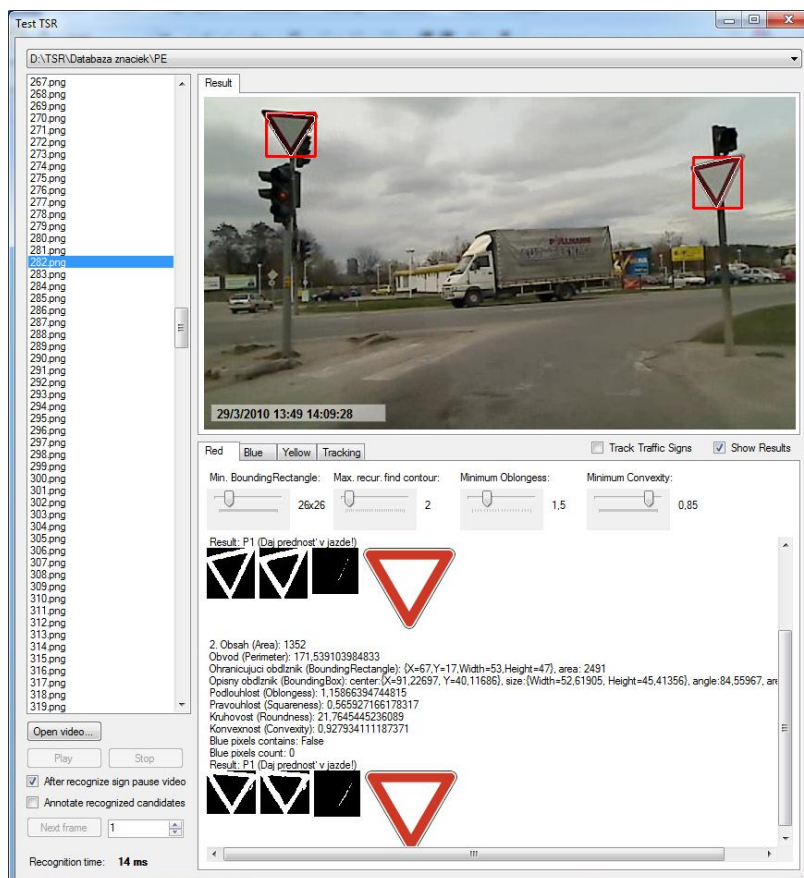 Test TSR
D:\TSR\Databaza znaciek\PE
267.png
268.png
269.png
270.png
271.png
272.png
273.png
274.png
275.png
276.png
277.png
278.png
279.png
280.png
281.png
282.png
283.png
284.png
285.png
286.png
287.png
288.png
289.png
290.png
291.png
292.png
293.png
294.png
295.png
296.png
297.png
298.png
299.png
300.png
301.png
302.png
303.png
304.png
305.png
306.png
307.png
308.png
309.png
310.png
311.png
312.png
313.png
314.png
315.png
316.png
317.png
318.png
319.png
Open video...
Play Stop
After recognize sign pause video
Annotate recognized candidates
Next frame 1
Recognition time: 14 ms
Result
29/3/2010 13:49 14:09:28
Red Blue Yellow Tracking
Track Traffic Signs Show Results
Min. BoundingRectangle: Max. recur. find contour: Minimum Oblongess: Minimum Convexity:
26x26 2 1,5 0,85
Result: P1 (Daj prednosť v jazde!)
2. Obsah (Area): 1352
Obvod (Perimeter): 171,539103984833
Ohranicujuci obdlznik (BoundingRectangle): {X=67,Y=17,Width=53,Height=47}, area: 2491
Opisny obdlznik (BoundingBox): center:{X=91,22697, Y=40,11686}, size:{Width=52,61905, Height=45,41356}, angle:84,55967, are
Podlouhlost (Oblongess): 1,15866394744815
Pravouhlost (Squareness): 0,565927166178317
Kruhovost (Roundness): 21,7645445236089
Konvexnost (Convexity): 0,927934111187371
Blue pixels contains: False
Blue pixels count: 0
Result: P1 (Daj prednosť v jazde!)